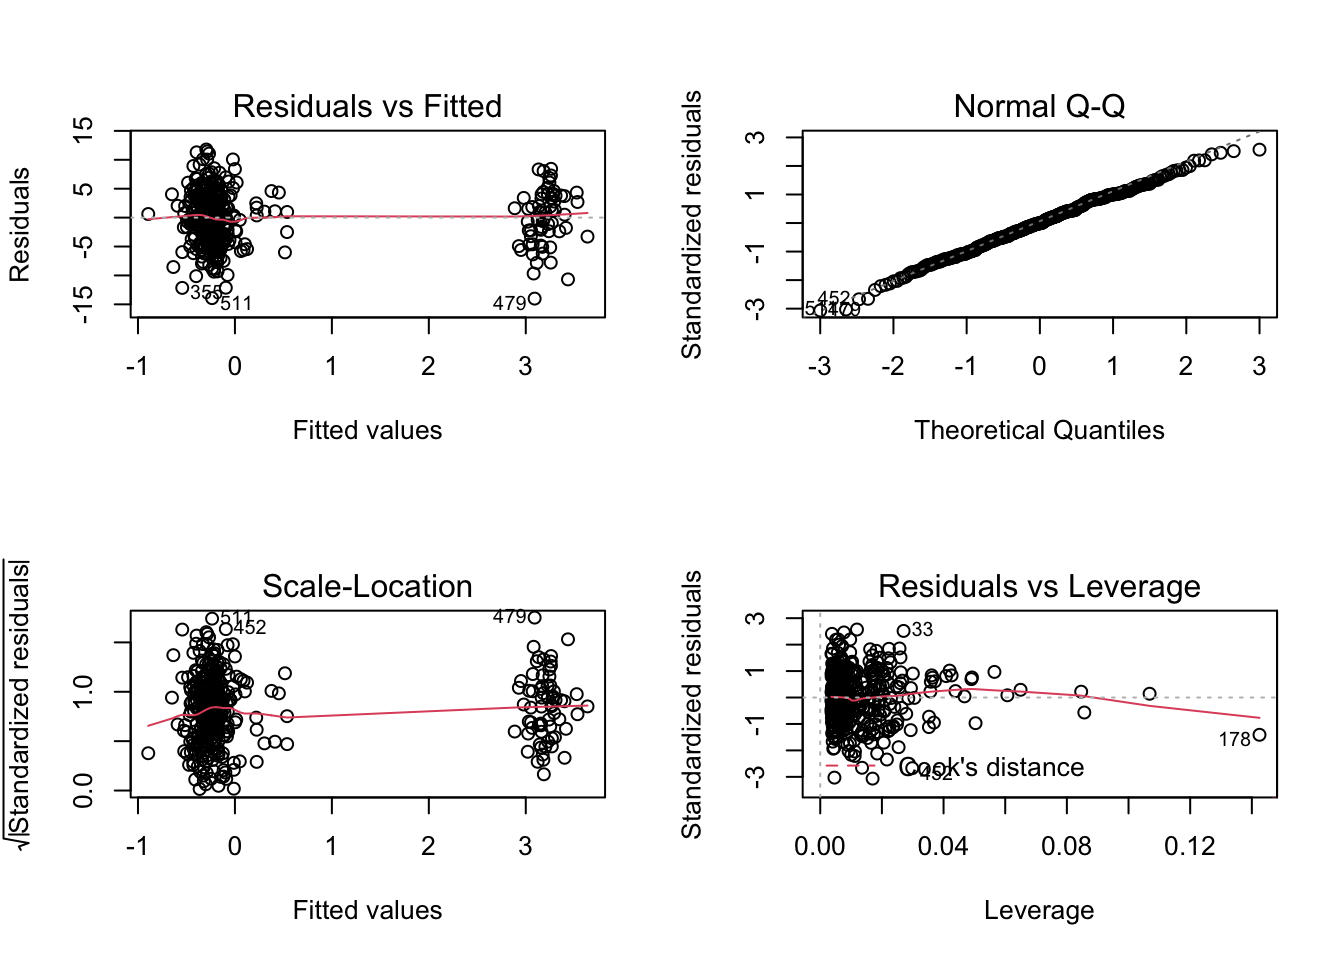 Residuals vs Fitted
Residuals
15
5
-5
-15
355
511
479
-1 0 1 2 3
Fitted values
Normal Q-Q
Standardized residuals
3
1
-1
-3
452
-3 -2 -1 0 1 2 3
Theoretical Quantiles
Scale-Location
√|Standardized residuals|
1.0
0.0
511
452
479
-1 0 1 2 3
Fitted values
Residuals vs Leverage
Standardized residuals
3
1
-1
-3
33
178
452
Cook's distance
0.00 0.04 0.08 0.12
Leverage